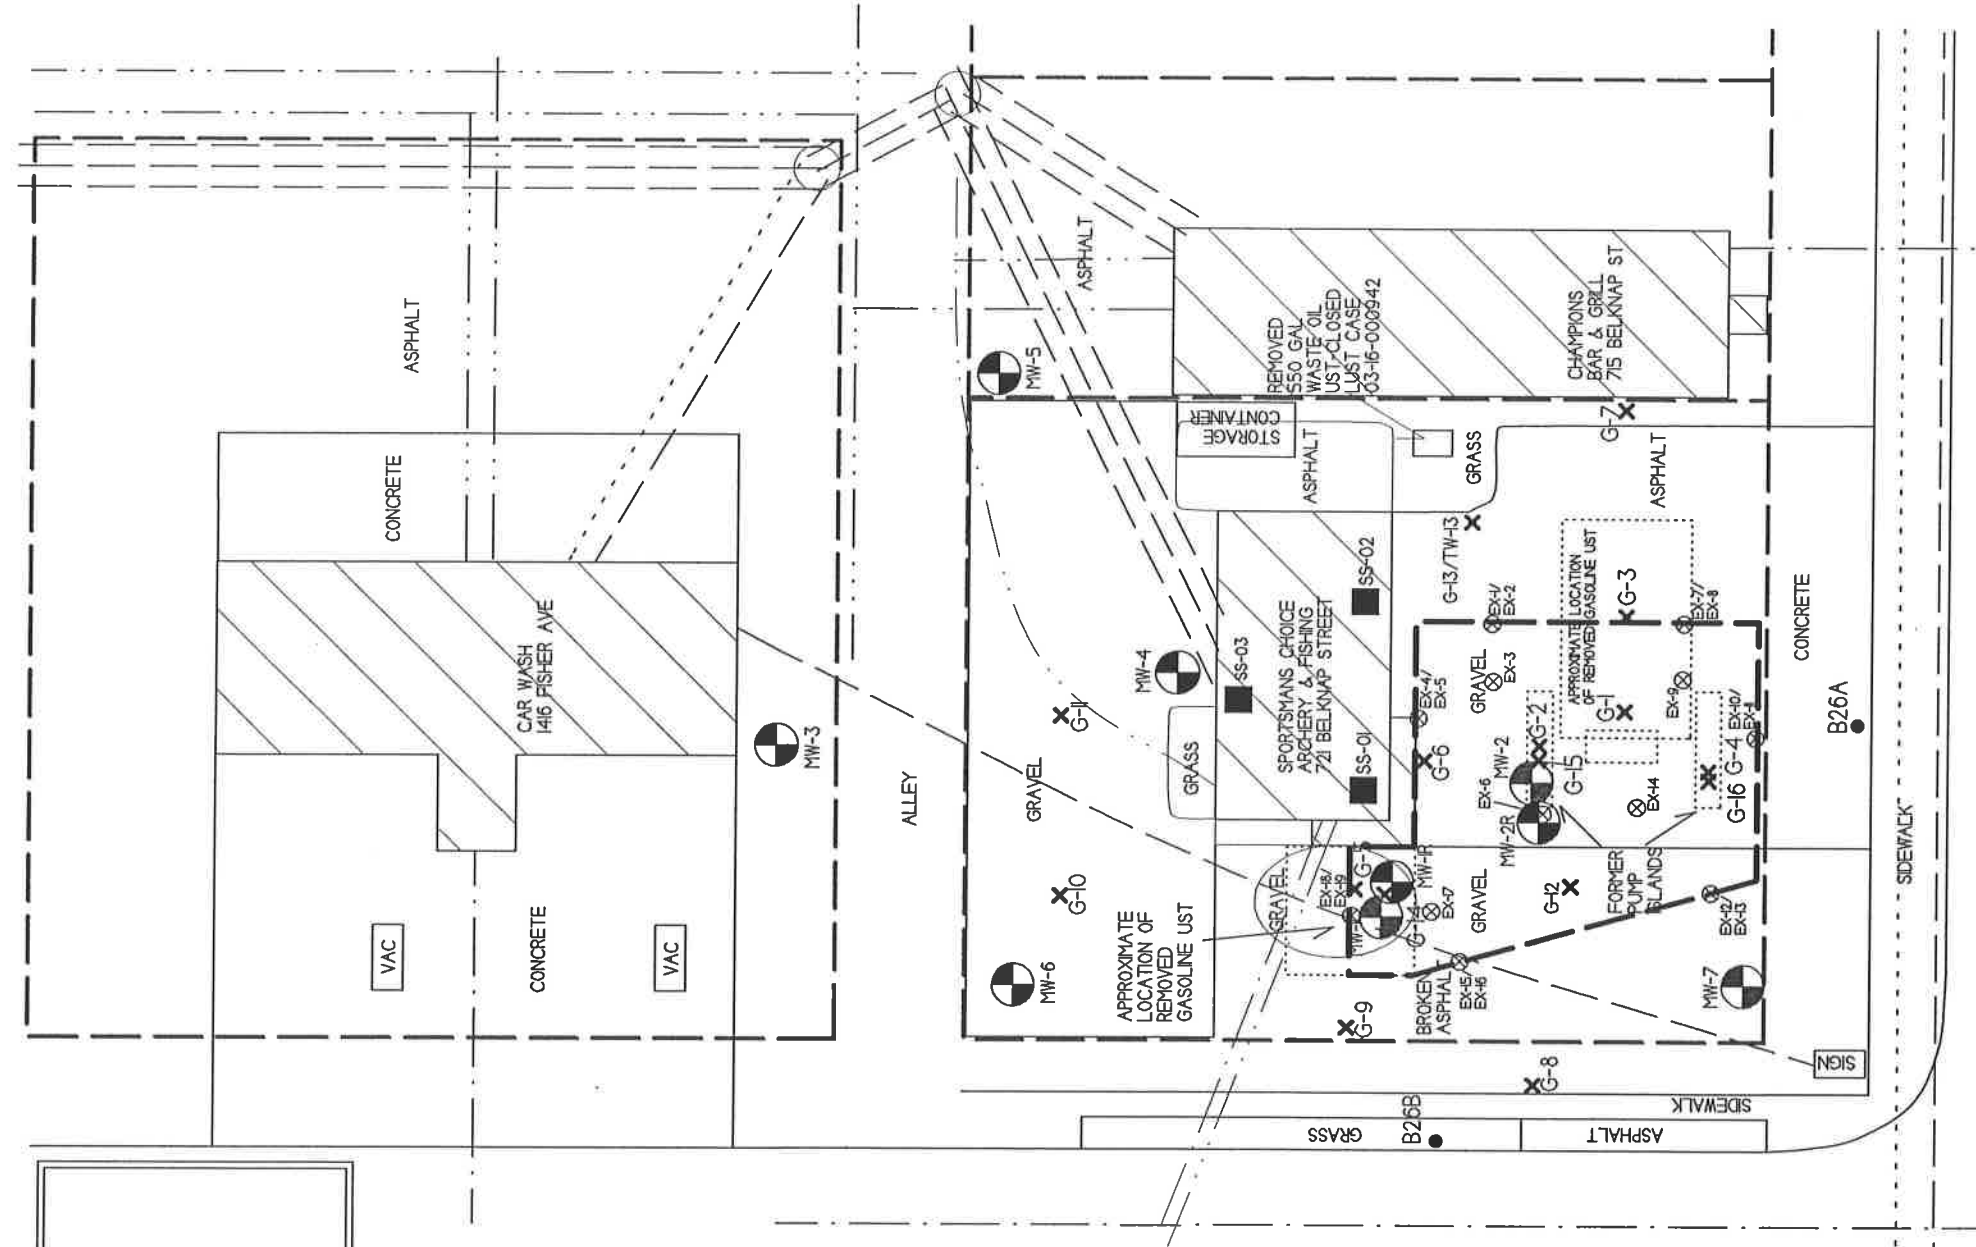 ASPHALT
CONCRETE
CAR WASH
1416 FISHER AVE
VAC
CONCRETE
VAC
MW-3
ALLEY
ASPHALT
MW-5
REMOVED
550 GAL
WASTE OIL
UST-CLOSED
LUST CASE
03-16-000942
CHAMPIONS
BAR & GRILL
715 BELKNAP ST
STORAGE
CONTAINER
ASPHALT
GRASS
G-7
ASPHALT
G-13/TW-13
MW-4
SS-03
SS-02
SPORTSMANS CHOICE
ARCHERY & FISHING
721 BELKNAP STREET
SS-01
GRASS
G-11
GRAVEL
G-10
MW-6
APPROXIMATE
LOCATION OF
REMOVED
GASOLINE UST
GRAVEL
EX-1/
EX-2
EX-3
GRAVEL
EX-4/
EX-5
APPROXIMATE LOCATION
OF REMOVED GASOLINE UST
G-3
EX-7/
EX-8
EX-9
G-1
G-2
MW-2
G-15
G-6
EX-6
MW-2R
EX-14
EX-10/
EX-11
G-4
G-16
CONCRETE
B26A
EX-18/
EX-19
G-5
MW-1R
G-14
EX-17
GRAVEL
G-12
FORMER
PUMP
ISLANDS
EX-12/
EX-13
EX-15/
EX-16
BROKEN
ASPHALT
G-9
MW-7
SIGN
G-8
SIDEWALK
SIDEWALK
B26B
GRASS
ASPHALT